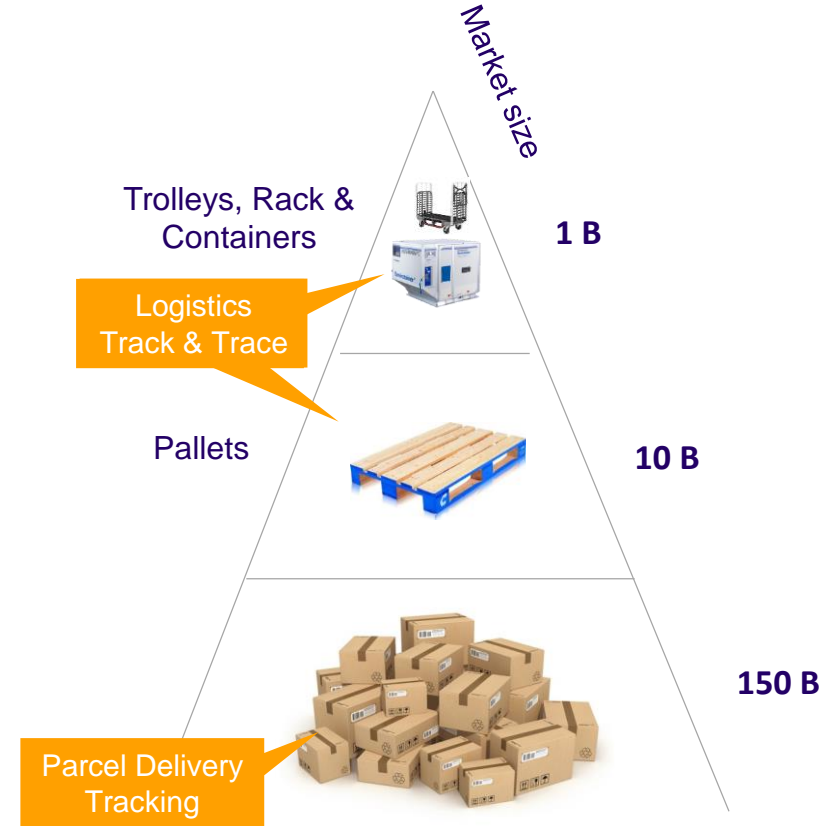 Market size
Trolleys, Rack &
Containers
1 B
Logistics
Track & Trace
Pallets
10 B
150 B
Parcel Delivery
Tracking